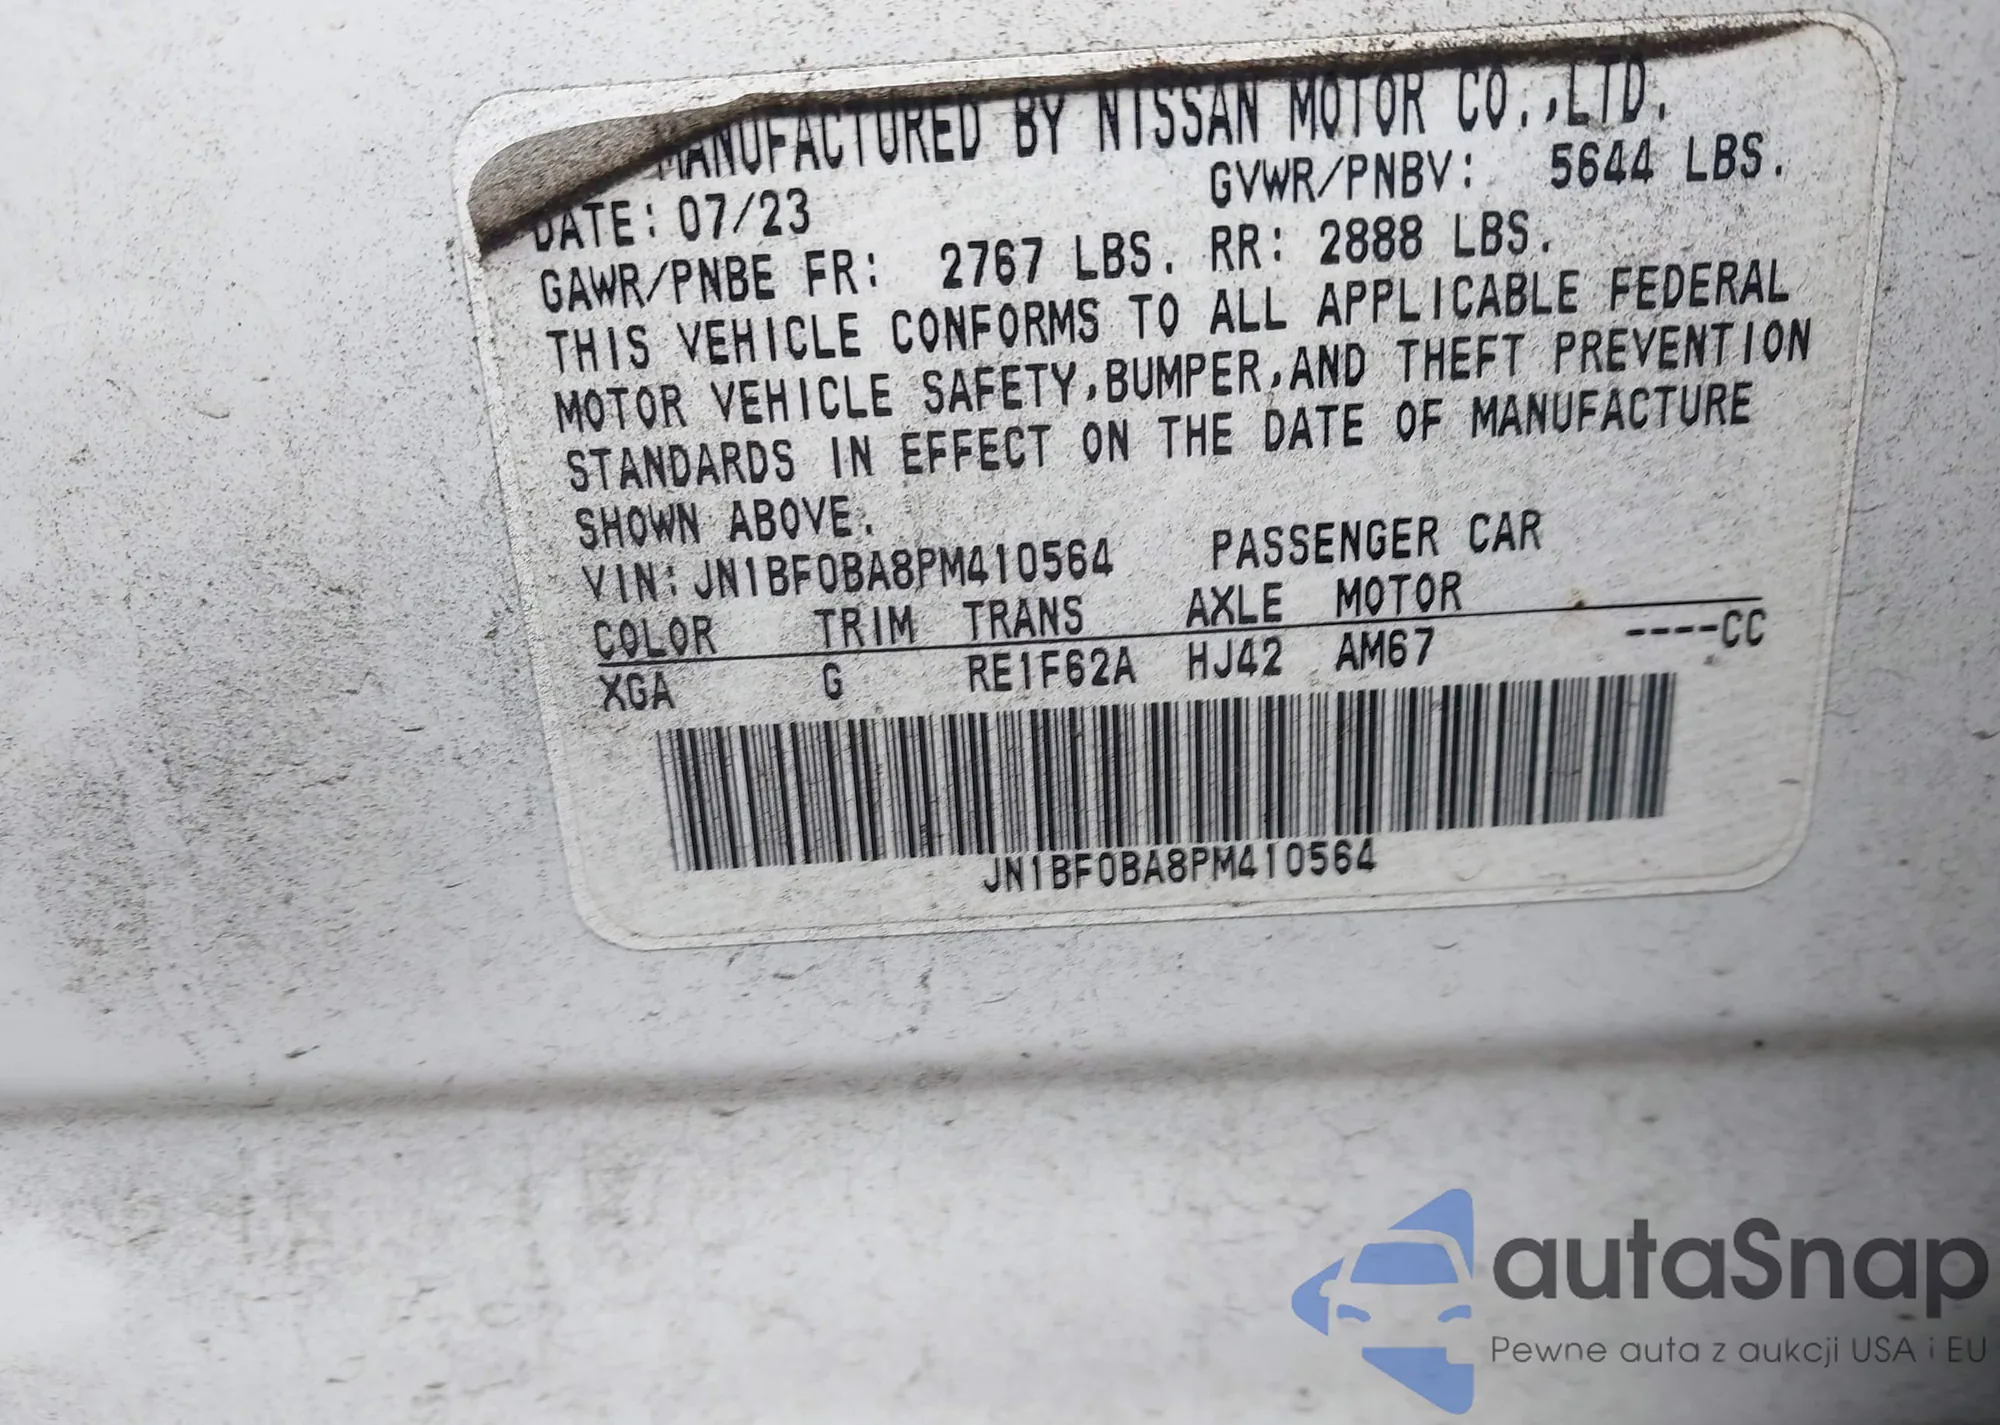 MANUFACTURED BY NISSAN MOTOR CO.,LTD.
DATE: 07/23 GVWR/PNBV: 5644 LBS.
GAWR/PNBE FR: 2767 LBS. RR: 2888 LBS.
THIS VEHICLE CONFORMS TO ALL APPLICABLE FEDERAL
MOTOR VEHICLE SAFETY,BUMPER,AND THEFT PREVENTION
STANDARDS IN EFFECT ON THE DATE OF MANUFACTURE
SHOWN ABOVE.
VIN: JN1BF0BA8PM410564 PASSENGER CAR
COLOR TRIM TRANS AXLE MOTOR
XGA G RE1F62A HJ42 AM67 ----CC
JN1BF0BA8PM410564
autaSnap
Pewne auta z aukcji USA i EU